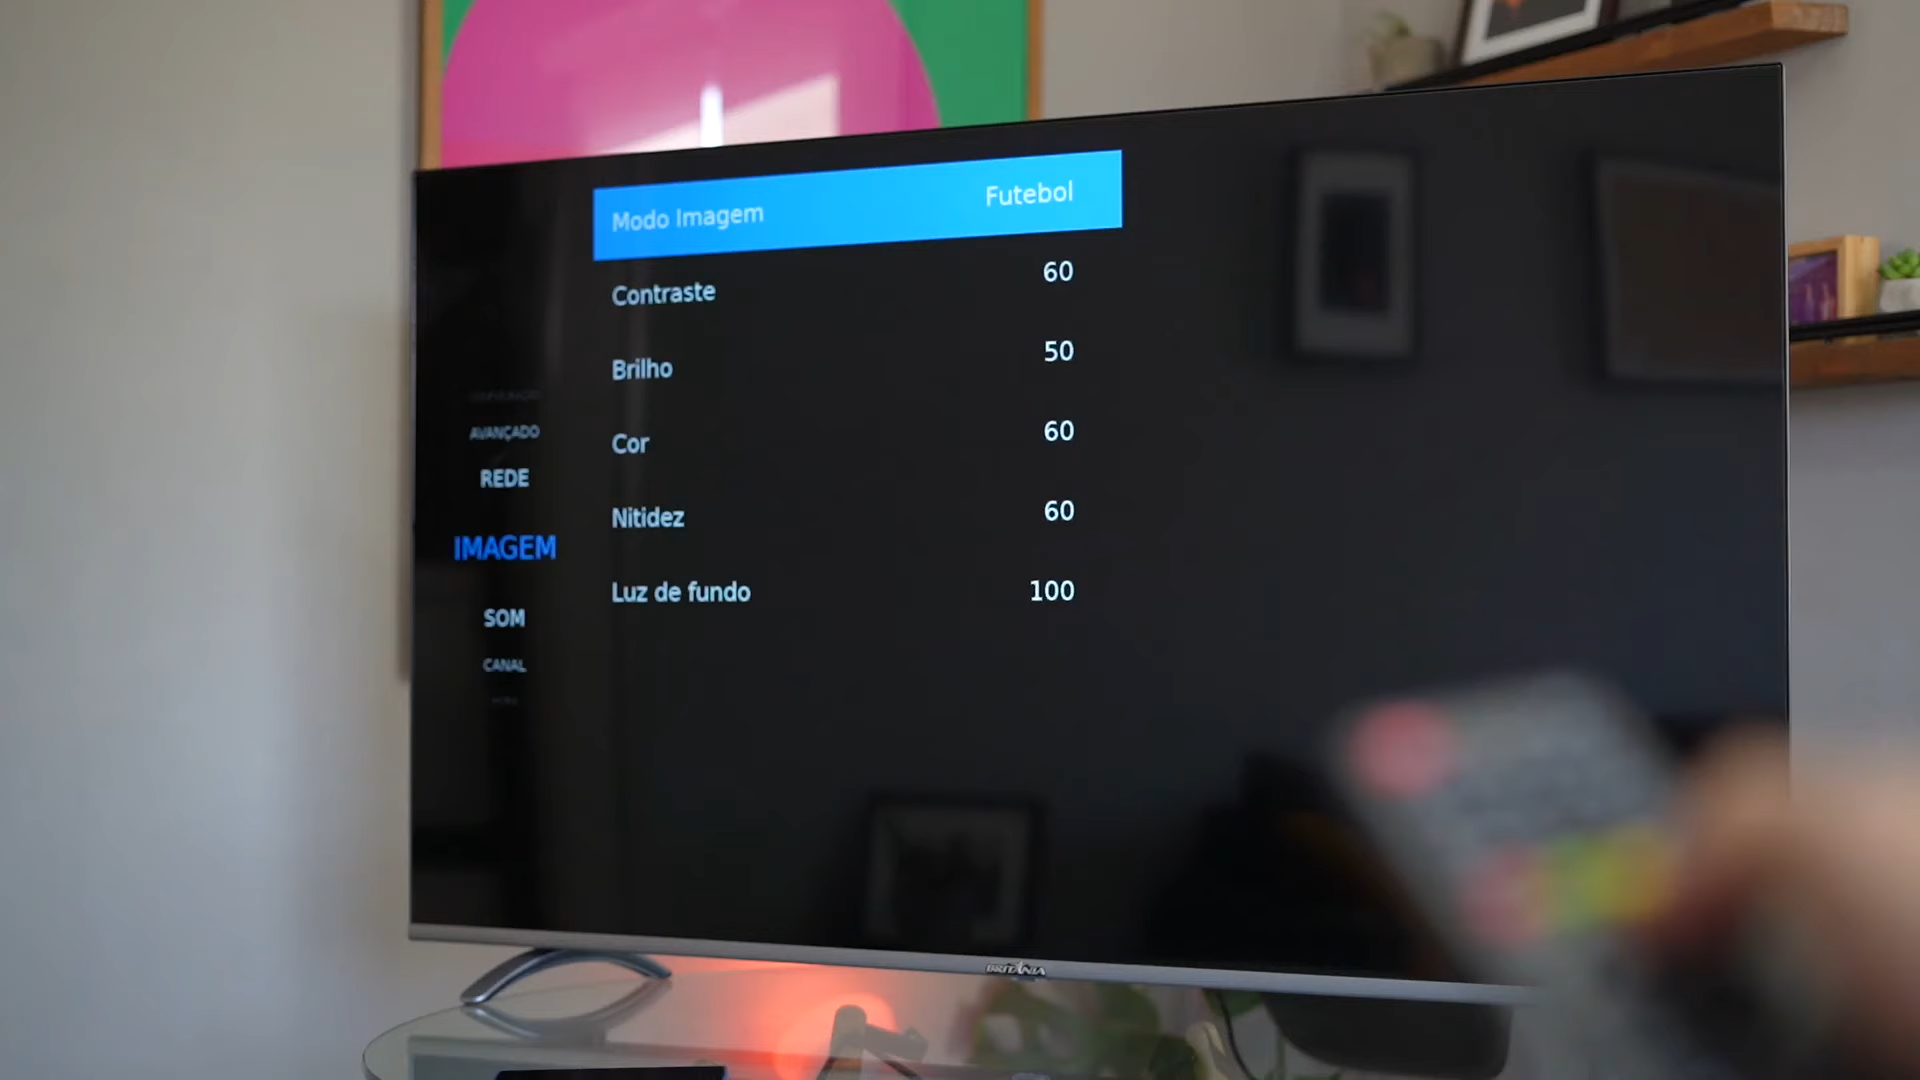 Modo Imagem Futebol
Contraste 60
Brilho 50
Cor 60
Nitidez 60
Luz de fundo 100
AVANÇADO
REDE
IMAGEM
SOM
CANAL
BRITÂNIA